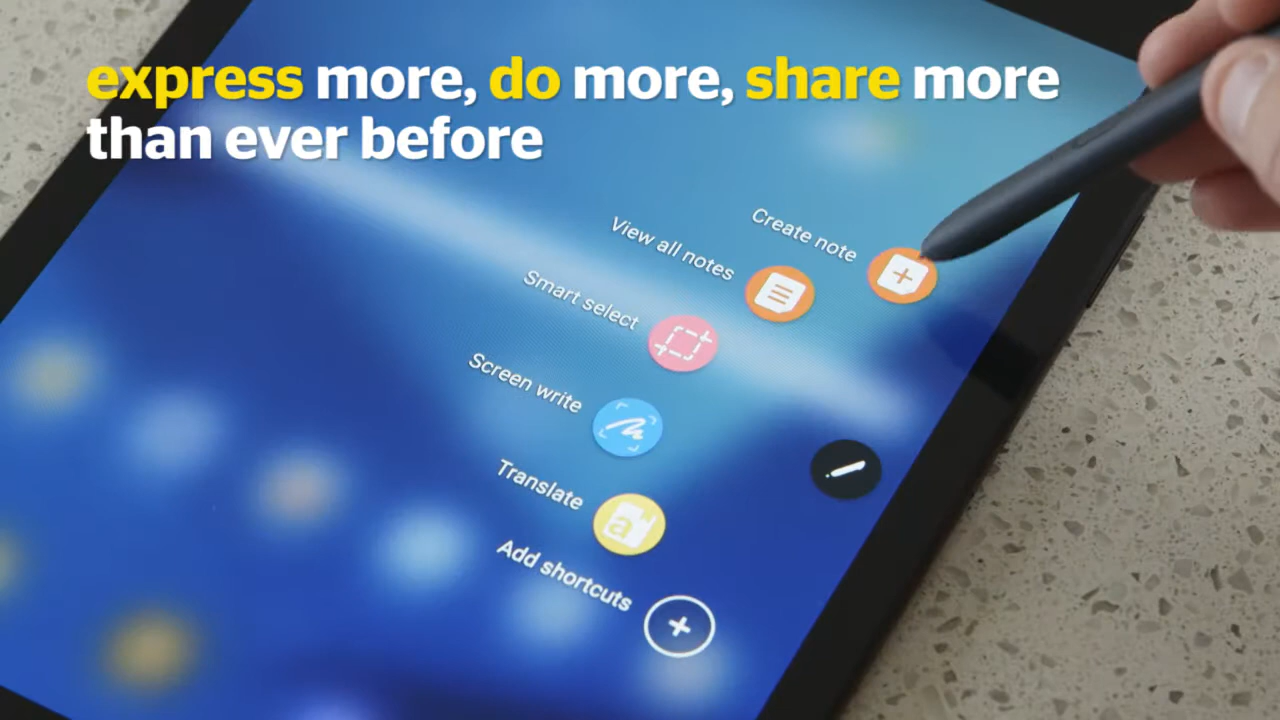 express more, do more, share more
than ever before
Create note
View all notes
Smart select
Screen write
Translate
a
Add shortcuts